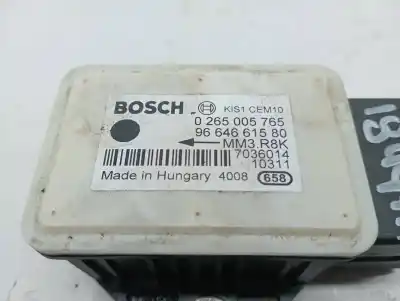 BOSCH KIS1 CEM10
0 265 005 765
96 646 615 80
MM3.R8K
7036014
10311
Made in Hungary 4008 658